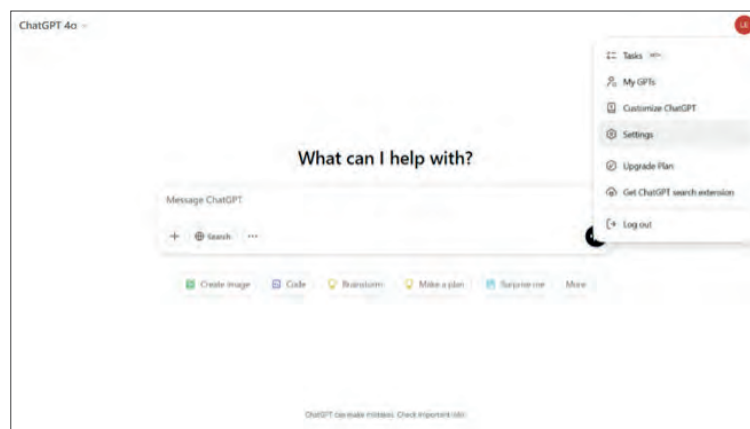 ChatGPT 4o
LE
Tasks BETA
My GPTs
Customize ChatGPT
Settings
Upgrade Plan
Get ChatGPT search extension
Log out
What can I help with?
Message ChatGPT
Search
Create image Code Brainstorm Make a plan Surprise me More
ChatGPT can make mistakes. Check important info.